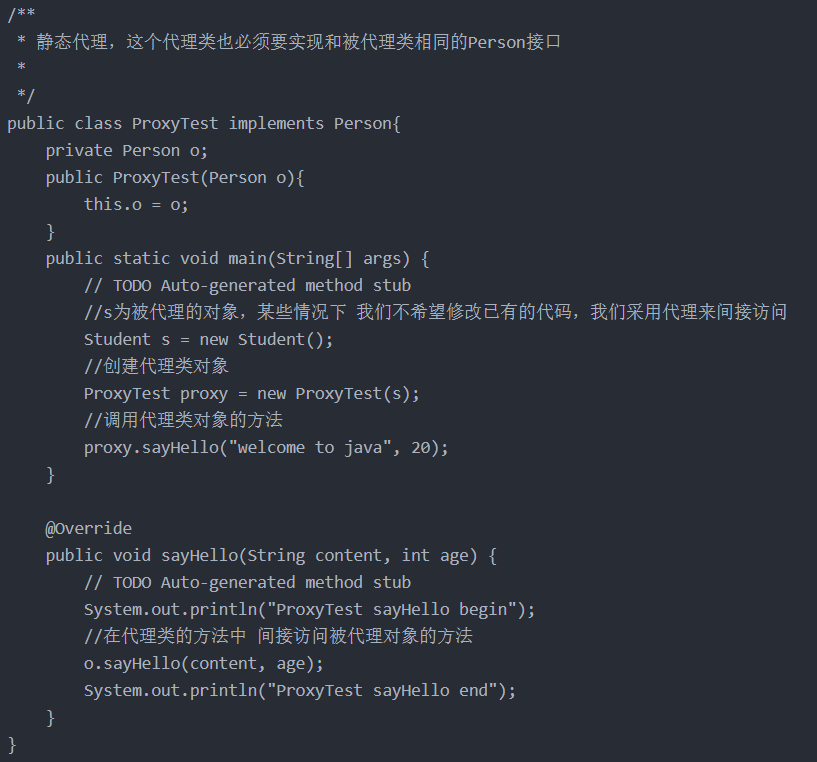 /**
 * 静态代理，这个代理类也必须要实现和被代理类相同的Person接口
 *
 */
public class ProxyTest implements Person{
    private Person o;
    public ProxyTest(Person o){
        this.o = o;
    }
    public static void main(String[] args) {
        // TODO Auto-generated method stub
        //s为被代理的对象，某些情况下 我们不希望修改已有的代码，我们采用代理来间接访问
        Student s = new Student();
        //创建代理类对象
        ProxyTest proxy = new ProxyTest(s);
        //调用代理类对象的方法
        proxy.sayHello("welcome to java", 20);
    }

    @Override
    public void sayHello(String content, int age) {
        // TODO Auto-generated method stub
        System.out.println("ProxyTest sayHello begin");
        //在代理类的方法中 间接访问被代理对象的方法
        o.sayHello(content, age);
        System.out.println("ProxyTest sayHello end");
    }
}